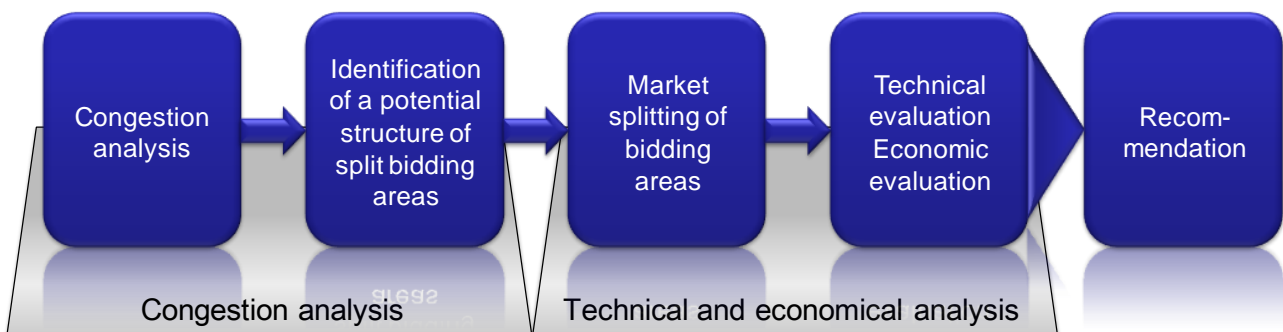 Congestion
analysis
Identification
of a potential
structure of
split bidding
areas
Market
splitting of
bidding
areas
Technical
evaluation
Economic
evaluation
Recom-
mendation
Congestion analysis
Technical and economical analysis